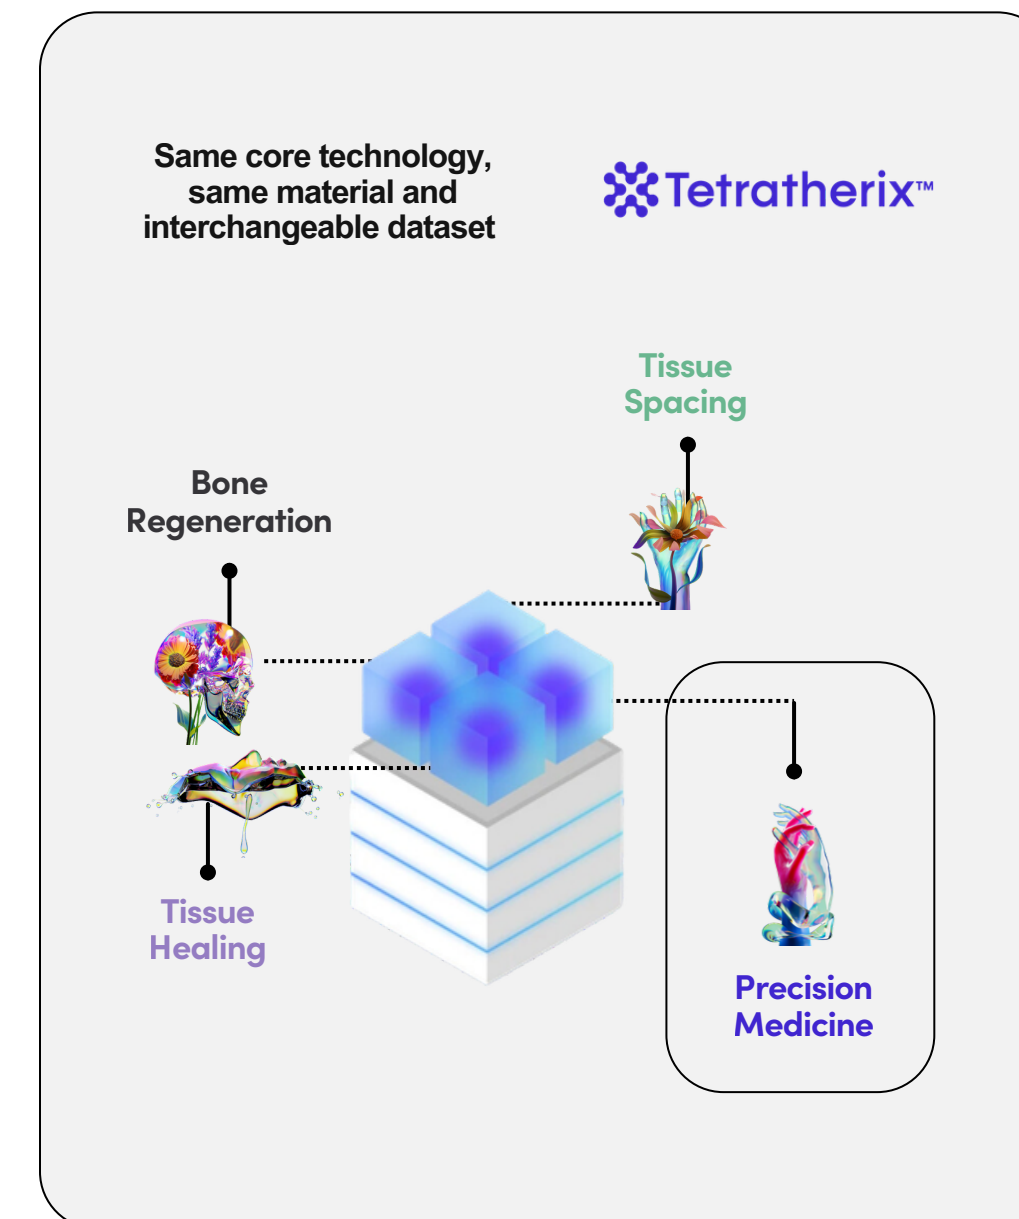 Same core technology,
same material and
interchangeable dataset
Tetratherix™
Tissue
Spacing
Bone
Regeneration
Tissue
Healing
Precision
Medicine